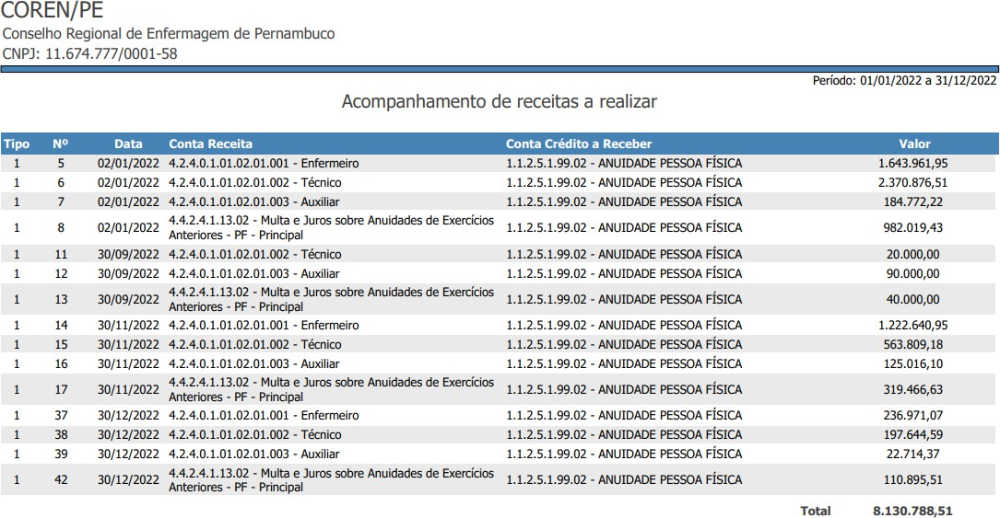 COREN/PE
Conselho Regional de Enfermagem de Pernambuco
CNPJ: 11.674.777/0001-58
Período: 01/01/2022 a 31/12/2022
Acompanhamento de receitas a realizar
Tipo Nº Data Conta Receita Conta Crédito a Receber Valor
1 5 02/01/2022 4.2.4.0.1.01.02.01.001 - Enfermeiro 1.1.2.5.1.99.02 - ANUIDADE PESSOA FÍSICA 1.643.961,95
1 6 02/01/2022 4.2.4.0.1.01.02.01.002 - Técnico 1.1.2.5.1.99.02 - ANUIDADE PESSOA FÍSICA 2.370.876,51
1 7 02/01/2022 4.2.4.0.1.01.02.01.003 - Auxiliar 1.1.2.5.1.99.02 - ANUIDADE PESSOA FÍSICA 184.772,22
1 8 02/01/2022 4.4.2.4.1.13.02 - Multa e Juros sobre Anuidades de Exercícios 1.1.2.5.1.99.02 - ANUIDADE PESSOA FÍSICA 982.019,43
Anteriores - PF - Principal
1 11 30/09/2022 4.2.4.0.1.01.02.01.002 - Técnico 1.1.2.5.1.99.02 - ANUIDADE PESSOA FÍSICA 20.000,00
1 12 30/09/2022 4.2.4.0.1.01.02.01.003 - Auxiliar 1.1.2.5.1.99.02 - ANUIDADE PESSOA FÍSICA 90.000,00
1 13 30/09/2022 4.4.2.4.1.13.02 - Multa e Juros sobre Anuidades de Exercícios 1.1.2.5.1.99.02 - ANUIDADE PESSOA FÍSICA 40.000,00
Anteriores - PF - Principal
1 14 30/11/2022 4.2.4.0.1.01.02.01.001 - Enfermeiro 1.1.2.5.1.99.02 - ANUIDADE PESSOA FÍSICA 1.222.640,95
1 15 30/11/2022 4.2.4.0.1.01.02.01.002 - Técnico 1.1.2.5.1.99.02 - ANUIDADE PESSOA FÍSICA 563.809,18
1 16 30/11/2022 4.2.4.0.1.01.02.01.003 - Auxiliar 1.1.2.5.1.99.02 - ANUIDADE PESSOA FÍSICA 125.016,10
1 17 30/11/2022 4.4.2.4.1.13.02 - Multa e Juros sobre Anuidades de Exercícios 1.1.2.5.1.99.02 - ANUIDADE PESSOA FÍSICA 319.466,63
Anteriores - PF - Principal
1 37 30/12/2022 4.2.4.0.1.01.02.01.001 - Enfermeiro 1.1.2.5.1.99.02 - ANUIDADE PESSOA FÍSICA 236.971,07
1 38 30/12/2022 4.2.4.0.1.01.02.01.002 - Técnico 1.1.2.5.1.99.02 - ANUIDADE PESSOA FÍSICA 197.644,59
1 39 30/12/2022 4.2.4.0.1.01.02.01.003 - Auxiliar 1.1.2.5.1.99.02 - ANUIDADE PESSOA FÍSICA 22.714,37
1 42 30/12/2022 4.4.2.4.1.13.02 - Multa e Juros sobre Anuidades de Exercícios 1.1.2.5.1.99.02 - ANUIDADE PESSOA FÍSICA 110.895,51
Anteriores - PF - Principal
Total 8.130.788,51